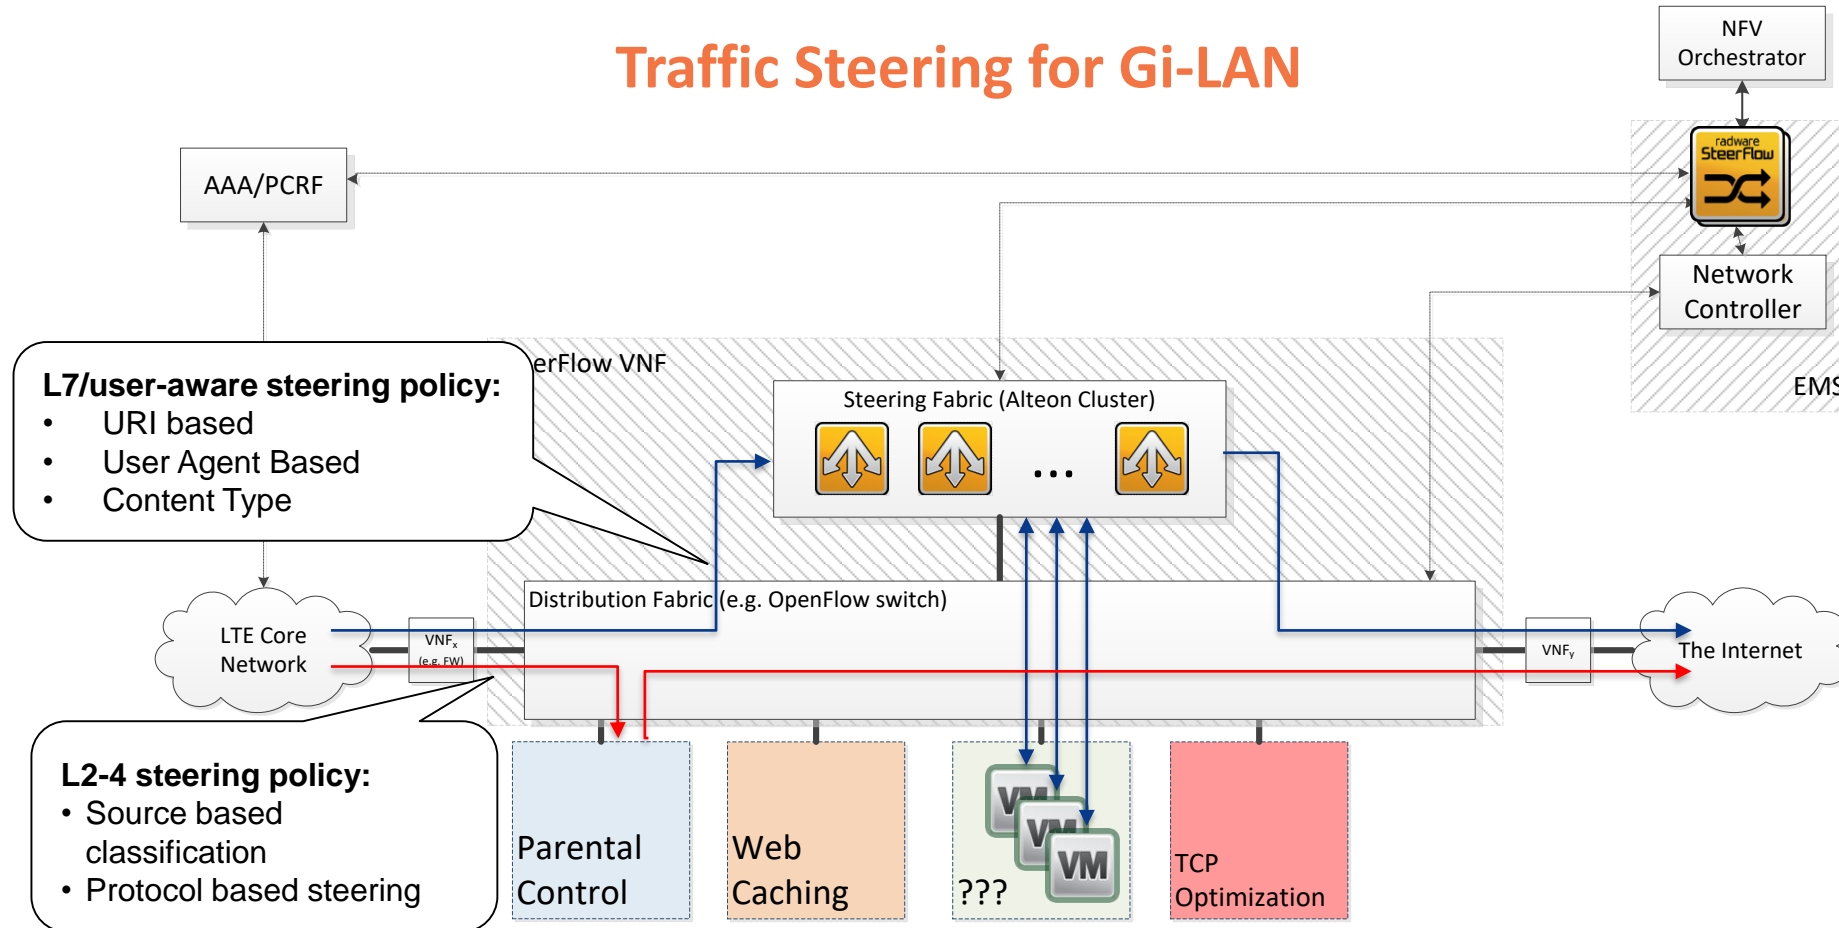 Traffic Steering for Gi-LAN
NFV
Orchestrator
radware
SteerFlow
AAA/PCRF
Network
Controller
EMS
erFlow VNF
L7/user-aware steering policy:
• URI based
• User Agent Based
• Content Type
Steering Fabric (Alteon Cluster)
...
Distribution Fabric (e.g. OpenFlow switch)
LTE Core
Network
VNFx
(e.g. FW)
VNFy
The Internet
L2-4 steering policy:
• Source based
classification
• Protocol based steering
Parental
Control
Web
Caching
VM
VM
VM
???
TCP
Optimization